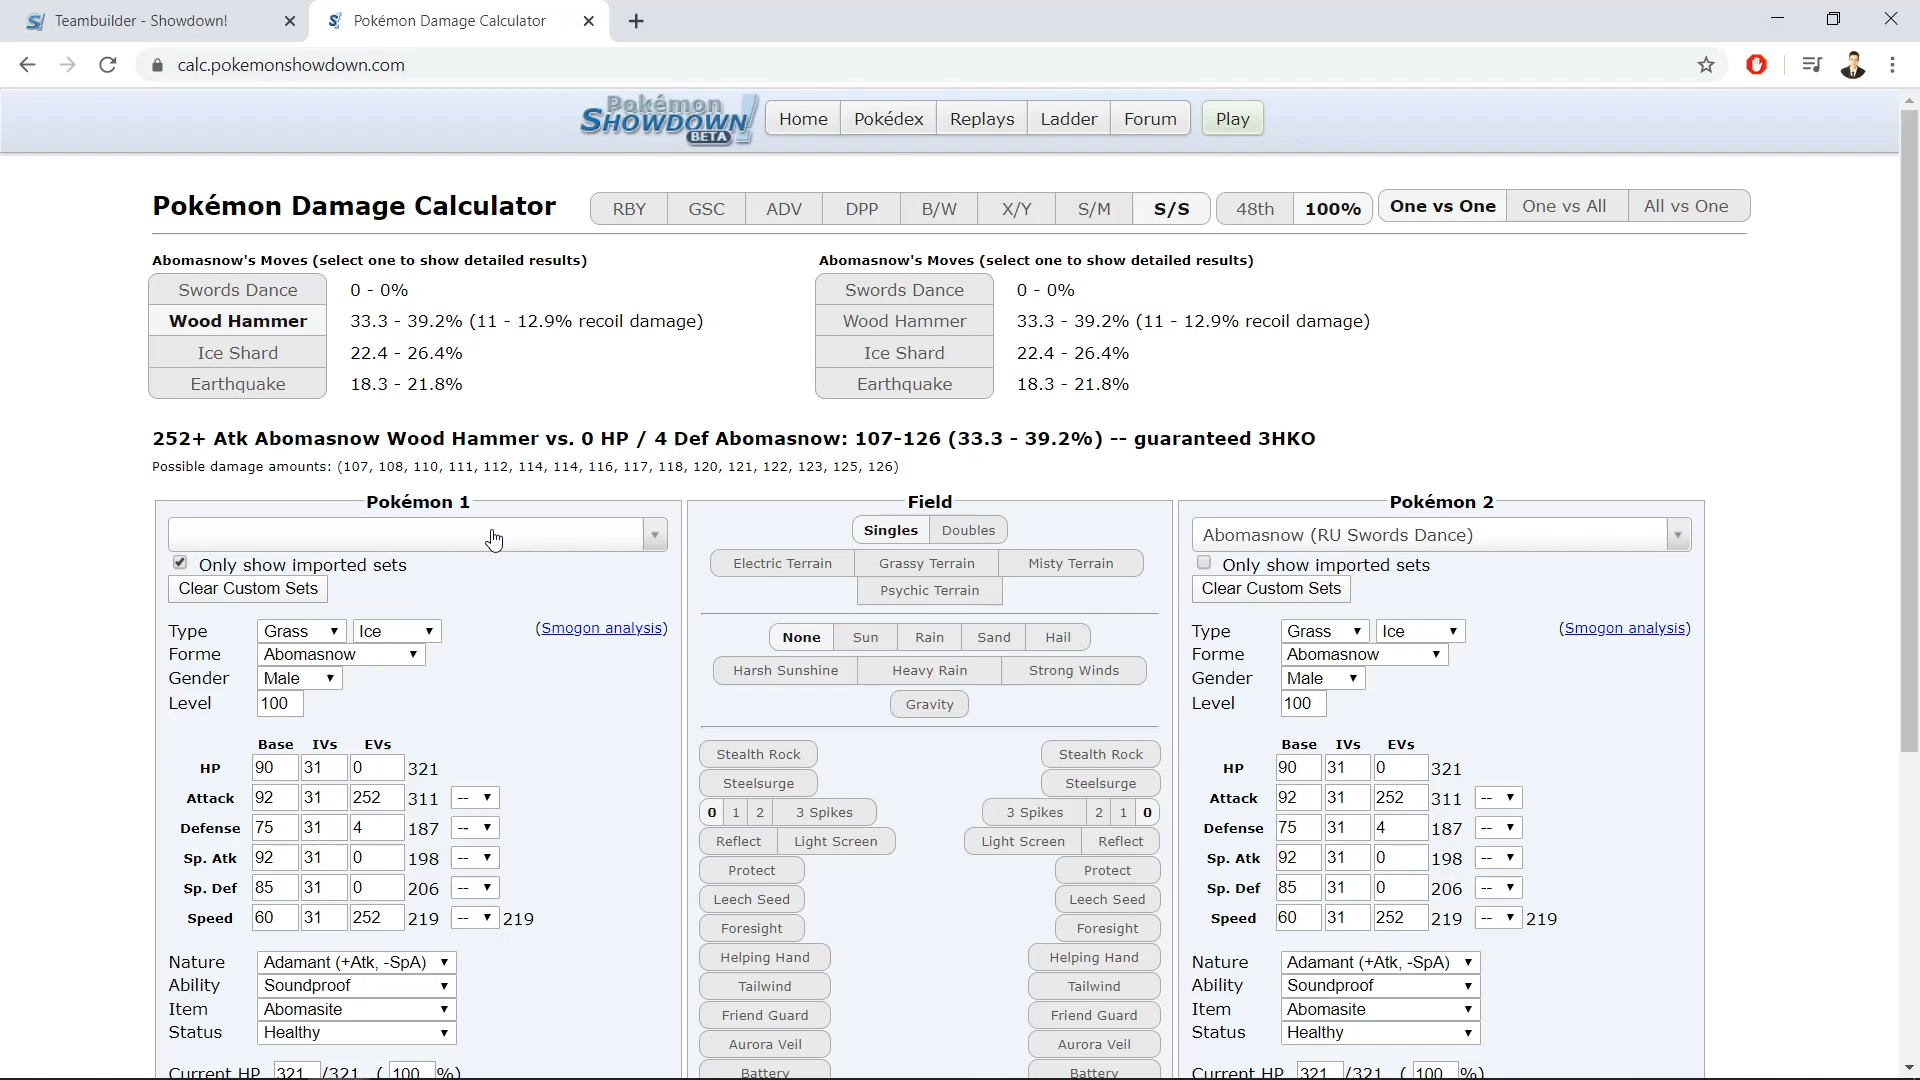 Teambuilder - Showdown!
Pokémon Damage Calculator
calc.pokemonshowdown.com
Pokémon SHOWDOWN! BETA
Home Pokédex Replays Ladder Forum Play
Pokémon Damage Calculator
RBY GSC ADV DPP B/W X/Y S/M S/S 48th 100% One vs One One vs All All vs One
Abomasnow's Moves (select one to show detailed results)
Swords Dance 0 - 0%
Wood Hammer 33.3 - 39.2% (11 - 12.9% recoil damage)
Ice Shard 22.4 - 26.4%
Earthquake 18.3 - 21.8%
Abomasnow's Moves (select one to show detailed results)
Swords Dance 0 - 0%
Wood Hammer 33.3 - 39.2% (11 - 12.9% recoil damage)
Ice Shard 22.4 - 26.4%
Earthquake 18.3 - 21.8%
252+ Atk Abomasnow Wood Hammer vs. 0 HP / 4 Def Abomasnow: 107-126 (33.3 - 39.2%) -- guaranteed 3HKO
Possible damage amounts: (107, 108, 110, 111, 112, 114, 114, 116, 117, 118, 120, 121, 122, 123, 125, 126)
Pokémon 1
Only show imported sets
Clear Custom Sets
Type Grass Ice (Smogon analysis)
Forme Abomasnow
Gender Male
Level 100
Base IVs EVs
HP 90 31 0 321
Attack 92 31 252 311 --
Defense 75 31 4 187 --
Sp. Atk 92 31 0 198 --
Sp. Def 85 31 0 206 --
Speed 60 31 252 219 -- 219
Nature Adamant (+Atk, -SpA)
Ability Soundproof
Item Abomasite
Status Healthy
Current HP 321 /321 ( 100 %)
Field
Singles Doubles
Electric Terrain Grassy Terrain Misty Terrain
Psychic Terrain
None Sun Rain Sand Hail
Harsh Sunshine Heavy Rain Strong Winds
Gravity
Stealth Rock Stealth Rock
Steelsurge Steelsurge
0 1 2 3 Spikes 3 Spikes 2 1 0
Reflect Light Screen Light Screen Reflect
Protect Protect
Leech Seed Leech Seed
Foresight Foresight
Helping Hand Helping Hand
Tailwind Tailwind
Friend Guard Friend Guard
Aurora Veil Aurora Veil
Battery Battery
Pokémon 2
Abomasnow (RU Swords Dance)
Only show imported sets
Clear Custom Sets
Type Grass Ice (Smogon analysis)
Forme Abomasnow
Gender Male
Level 100
Base IVs EVs
HP 90 31 0 321
Attack 92 31 252 311 --
Defense 75 31 4 187 --
Sp. Atk 92 31 0 198 --
Sp. Def 85 31 0 206 --
Speed 60 31 252 219 -- 219
Nature Adamant (+Atk, -SpA)
Ability Soundproof
Item Abomasite
Status Healthy
Current HP 321 /321 ( 100 %)